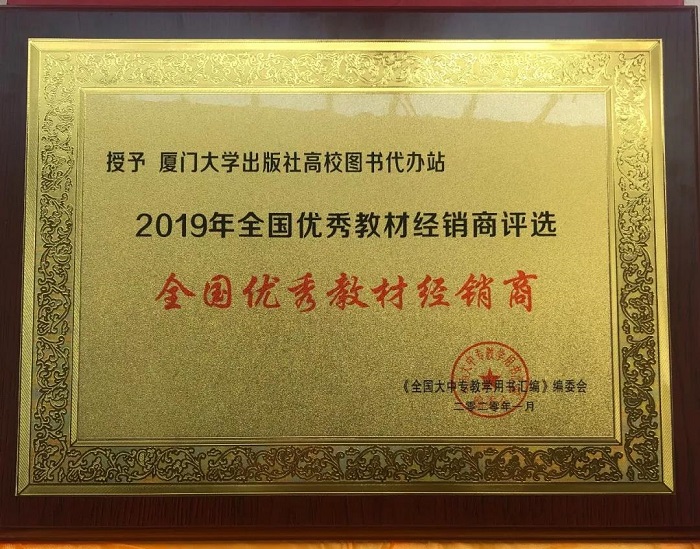 授予 厦门大学出版社高校图书代办站
2019年全国优秀教材经销商评选
全国优秀教材经销商
《全国大中专教学用书汇编》编委会
二零二零年一月